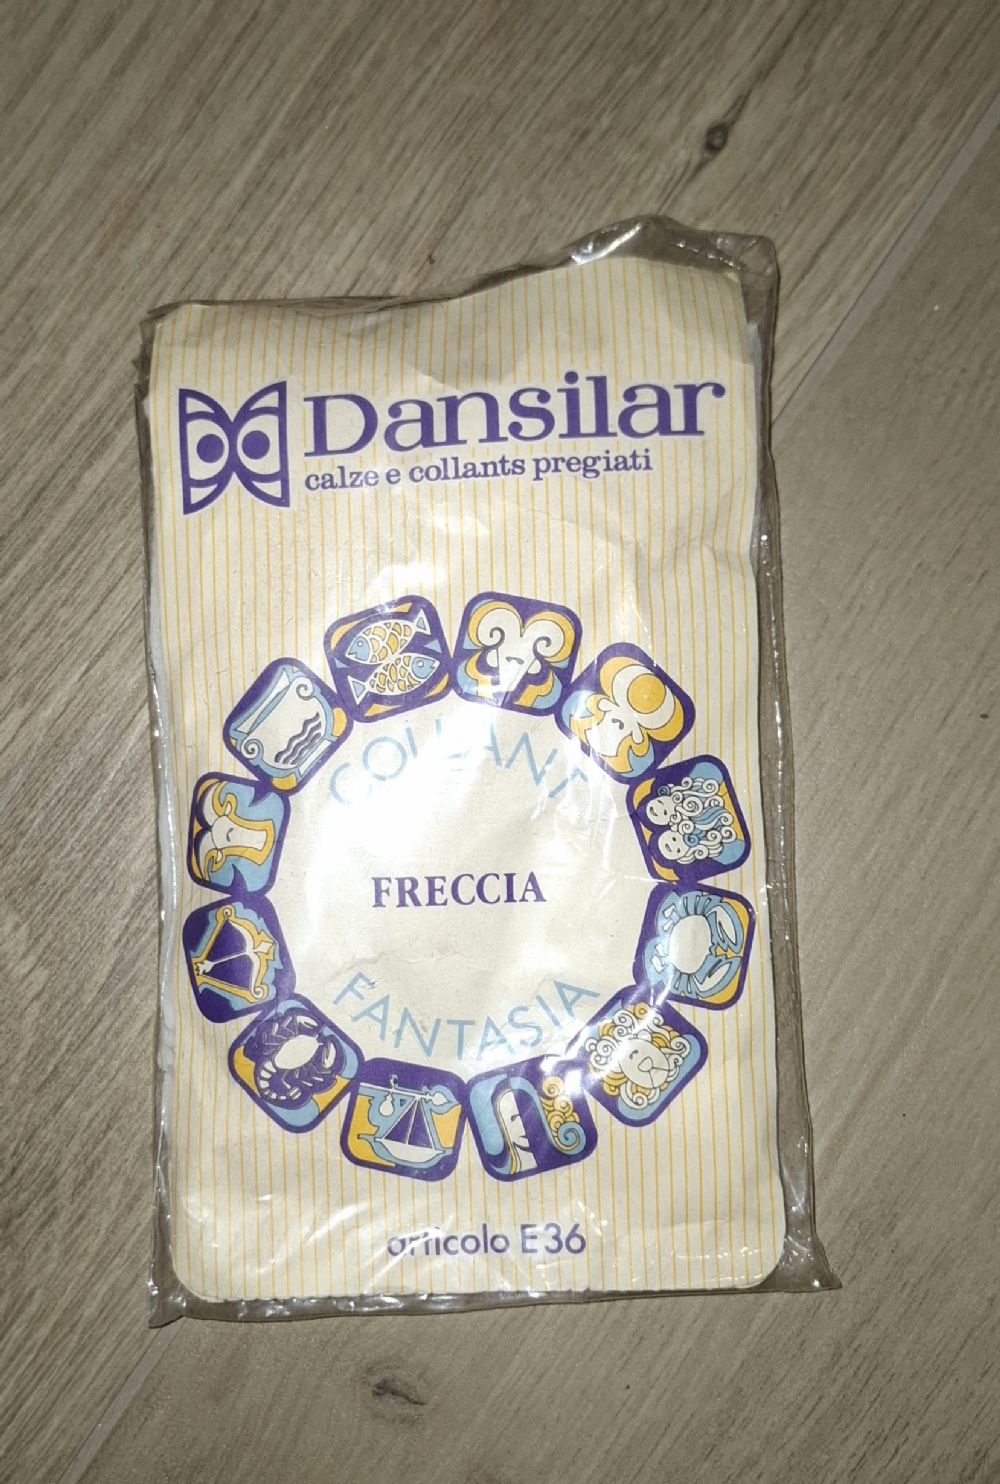 Dansilar
calze e collants pregiati
COLLANT
FRECCIA
FANTASIA
articolo E36